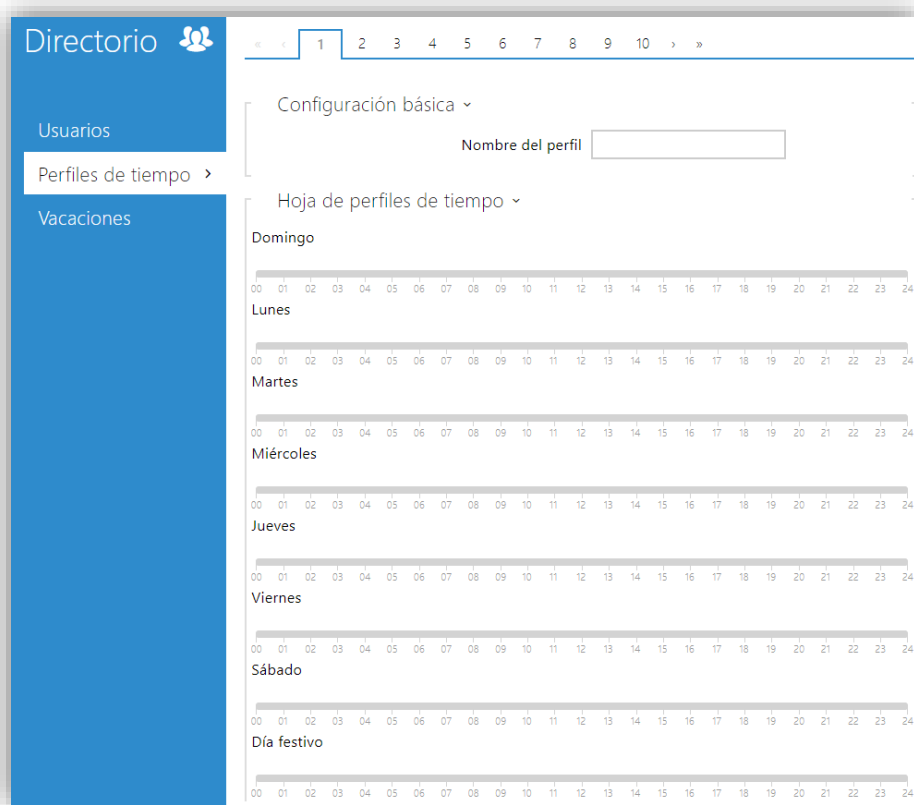 Directorio
« ‹ 1 2 3 4 5 6 7 8 9 10 › »
Usuarios
Perfiles de tiempo ›
Vacaciones
Configuración básica
Nombre del perfil
Hoja de perfiles de tiempo
Domingo
00 01 02 03 04 05 06 07 08 09 10 11 12 13 14 15 16 17 18 19 20 21 22 23 24
Lunes
00 01 02 03 04 05 06 07 08 09 10 11 12 13 14 15 16 17 18 19 20 21 22 23 24
Martes
00 01 02 03 04 05 06 07 08 09 10 11 12 13 14 15 16 17 18 19 20 21 22 23 24
Miércoles
00 01 02 03 04 05 06 07 08 09 10 11 12 13 14 15 16 17 18 19 20 21 22 23 24
Jueves
00 01 02 03 04 05 06 07 08 09 10 11 12 13 14 15 16 17 18 19 20 21 22 23 24
Viernes
00 01 02 03 04 05 06 07 08 09 10 11 12 13 14 15 16 17 18 19 20 21 22 23 24
Sábado
00 01 02 03 04 05 06 07 08 09 10 11 12 13 14 15 16 17 18 19 20 21 22 23 24
Día festivo
00 01 02 03 04 05 06 07 08 09 10 11 12 13 14 15 16 17 18 19 20 21 22 23 24